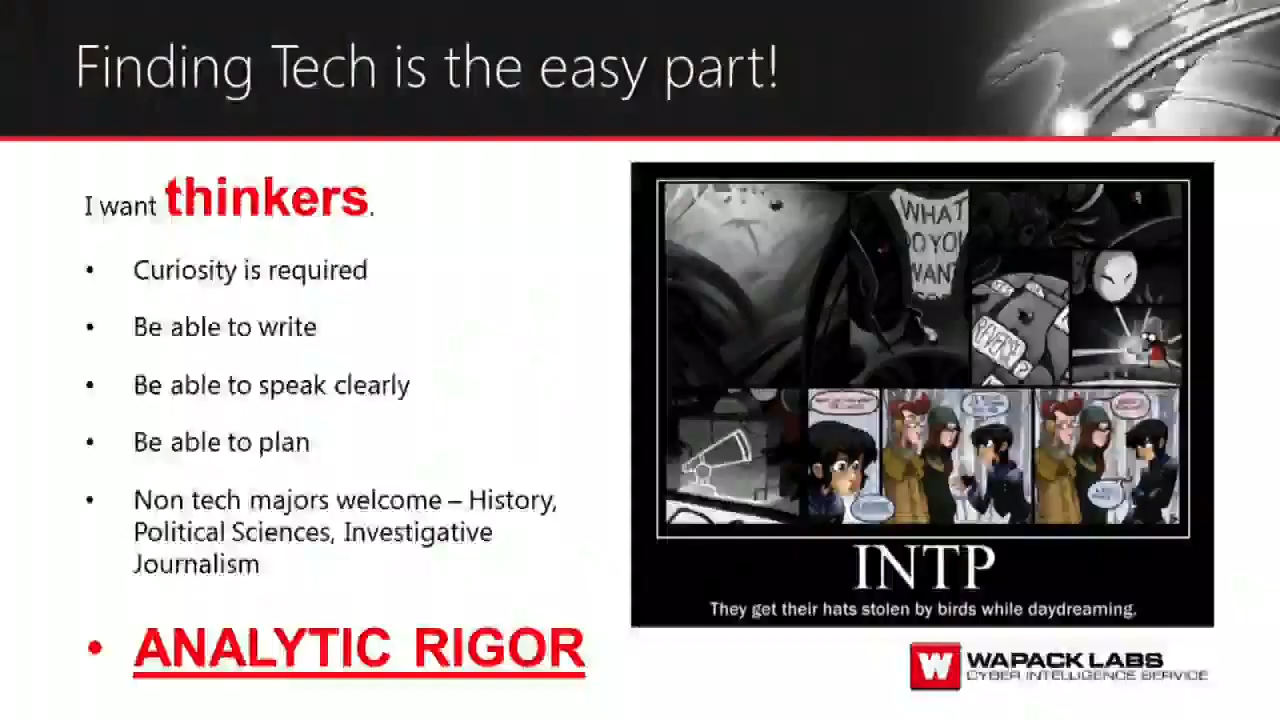 Finding Tech is the easy part!
I want thinkers.
• Curiosity is required
• Be able to write
• Be able to speak clearly
• Be able to plan
• Non tech majors welcome – History,
Political Sciences, Investigative
Journalism
• ANALYTIC RIGOR
WHAT
DO YOU
WANT
REVERSE
INTP
They get their hats stolen by birds while daydreaming.
W
WAPACK LABS
CYBER INTELLIGENCE SERVICE